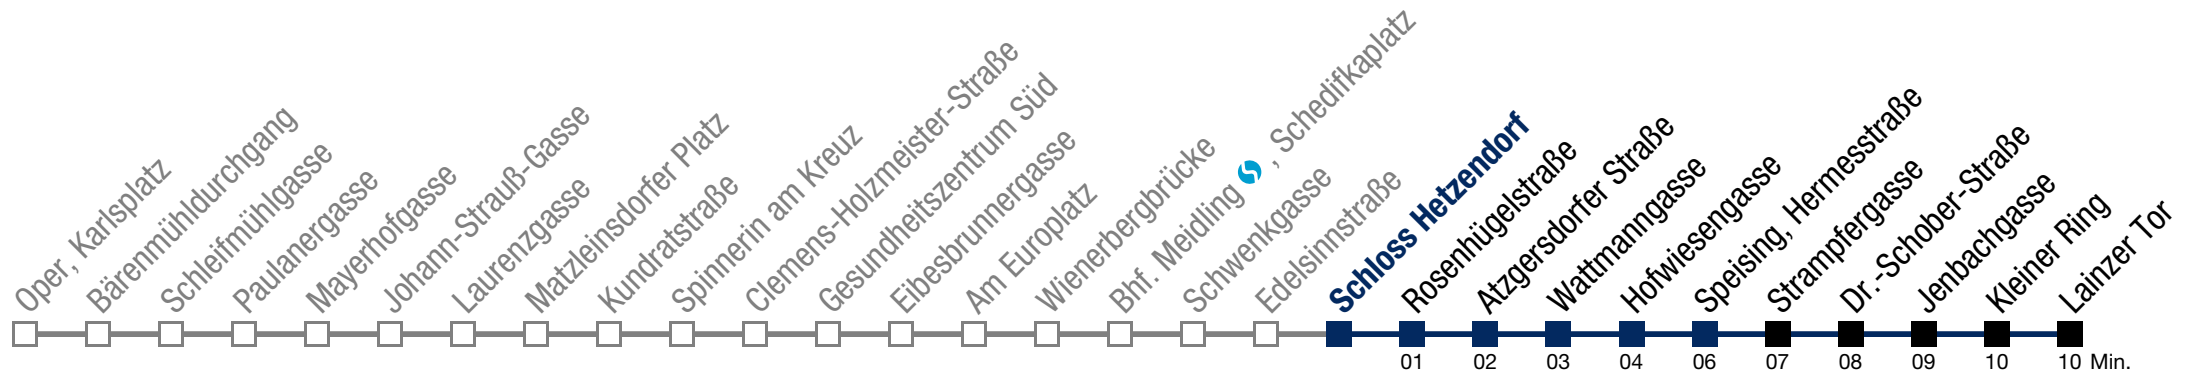 Oper, Karlsplatz
Bärenmühldurchgang
Schleifmühlgasse
Paulanergasse
Mayerhofgasse
Johann-Strauß-Gasse
Laurenzgasse
Matzleinsdorfer Platz
Kundratstraße
Spinnerin am Kreuz
Clemens-Holzmeister-Straße
Gesundheitszentrum Süd
Eibesbrunnergasse
Am Europlatz
Wienerbergbrücke
Bhf. Meidling , Schedifkaplatz
Schwenkgasse
Edelsinnstraße
Schloss Hetzendorf
Rosenhügelstraße
Atzgersdorfer Straße
Wattmanngasse
Hofwiesengasse
Speising, Hermesstraße
Strampfergasse
Dr.-Schober-Straße
Jenbachgasse
Kleiner Ring
Lainzer Tor
01 02 03 04 06 07 08 09 10 10 Min.